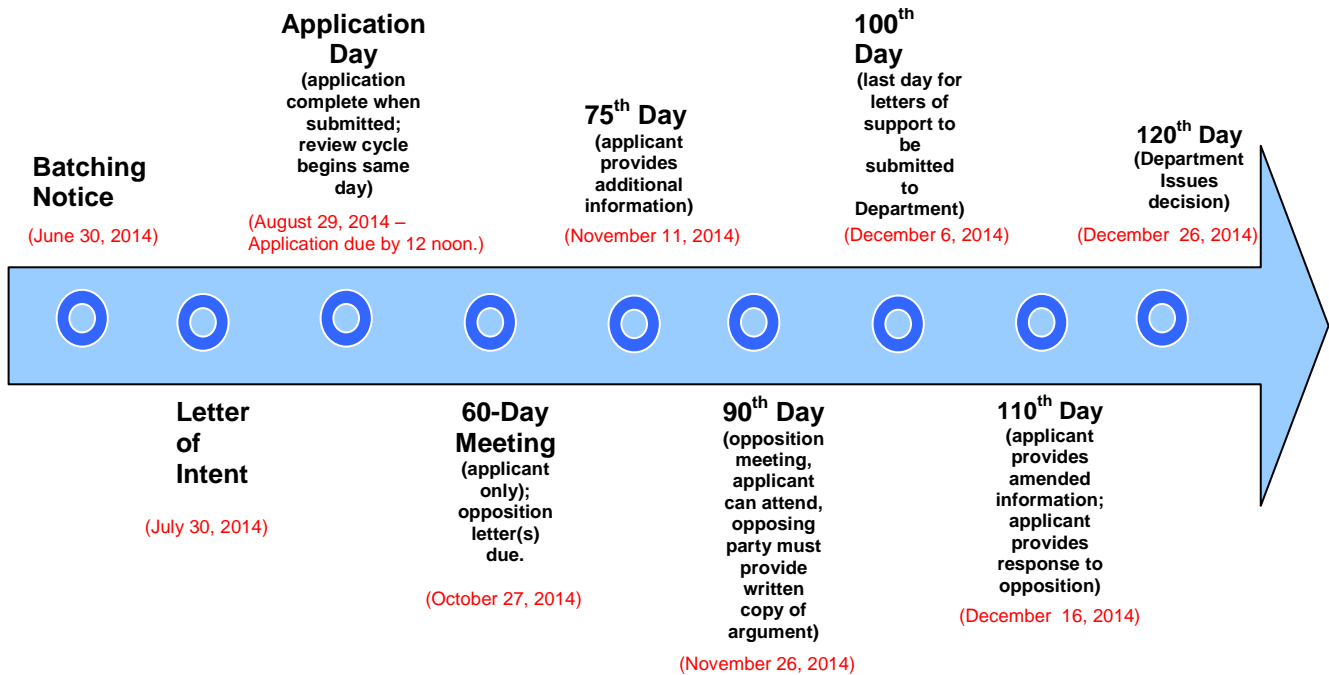 Batching
Notice
(June 30, 2014)
Letter
of
Intent
(July 30, 2014)
Application
Day
(application
complete when
submitted;
review cycle
begins same
day)
(August 29, 2014 –
Application due by 12 noon.)
60-Day
Meeting
(applicant
only);
opposition
letter(s)
due.
(October 27, 2014)
75th Day
(applicant
provides
additional
information)
(November 11, 2014)
90th Day
(opposition
meeting,
applicant
can attend,
opposing
party must
provide
written
copy of
argument)
(November 26, 2014)
100th
Day
(last day for
letters of
support to
be
submitted
to
Department)
(December 6, 2014)
110th Day
(applicant
provides
amended
information;
applicant
provides
response to
opposition)
(December 16, 2014)
120th Day
(Department
Issues
decision)
(December 26, 2014)